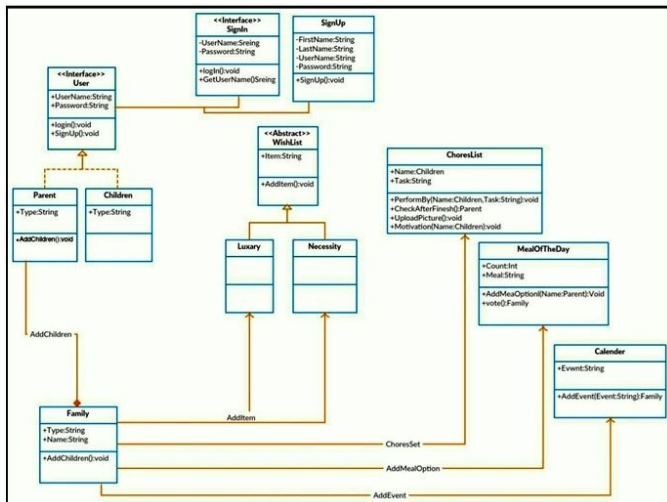 <<Interface>>
SignIn
-UserName:Sreing
-Password:String
+logIn():void
+GetUserName()Sreing
SignUp
-FirstName:String
-LastName:String
-UserName:String
-Password:String
+SignUp():void
<<Interface>>
User
+UserName:String
+Password:String
+login():void
+SignUp():void
<<Abstract>>
WishList
+Item:String
+AddItem():void
ChoresList
+Name:Children
+Task:String
+PerformBy(Name:Children,Task:String):void
+CheckAfterFinesh():Parent
+UploadPicture():void
+Motivation(Name:Children):void
Parent
+Type:String
+AddChildren():void
Children
+Type:String
Luxary
Necessity
MealOfTheDay
+Count:Int
+Meal:String
+AddMeaOptionl(Name:Parent):Void
+vote():Family
AddChildren
Calender
+Evwnt:String
+AddEvent(Event:String):Family
Family
+Type:String
+Name:String
+AddChildren():void
AddItem
ChoresSet
AddMealOption
AddEvent